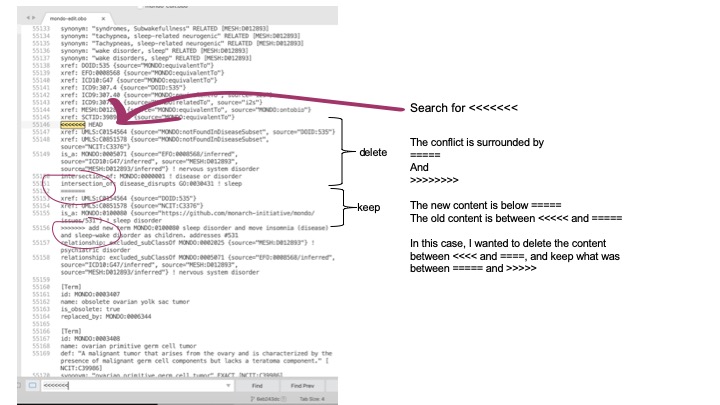 mondo-edit.obo
mondo-edit.obo ×
55133 synonym: "syndromes, Subwakefullness" RELATED [MESH:D012893]
55134 synonym: "tachypnea, sleep-related neurogenic" RELATED [MESH:D012893]
55135 synonym: "Tachypneas, sleep-related neurogenic" RELATED [MESH:D012893]
55136 synonym: "wake disorder, sleep" RELATED [MESH:D012893]
55137 synonym: "wake disorders, sleep" RELATED [MESH:D012893]
55138 xref: DOID:535 {source="MONDO:equivalentTo"}
55139 xref: EFO:0008568 {source="MONDO:equivalentTo"}
55140 xref: ICD10:G47 {source="MONDO:equivalentTo"}
55141 xref: ICD9:307.4 {source="DOID:535"}
55142 xref: ICD9:307.40 {source="MONDO:equivalentTo"}
55143 xref: ICD9:307. {source="MONDO:relatedTo", source="i2s"}
55144 xref: MESH:D012893 {source="MONDO:equivalentTo", source="MONDO:ontobio"}
55145 xref: SCTID:3989 {source="MONDO:equivalentTo"}
55146 <<<<<<< HEAD
55147 xref: UMLS:C0154564 {source="MONDO:notFoundInDiseaseSubset", source="DOID:535"}
55148 xref: UMLS:C0851578 {source="MONDO:notFoundInDiseaseSubset",
source="NCIT:C3376"}
55149 is_a: MONDO:0005071 {source="EFO:0008568/inferred",
source="ICD10:G47/inferred", source="MESH:D012893",
source="MESH:D012893/inferred"} ! nervous system disorder
55150 intersection_of: MONDO:0000001 ! disease or disorder
55151 intersection_of: disease_disrupts GO:0030431 ! sleep
55152 =======
55153 xref: UMLS:C0154564 {source="DOID:535"}
55154 xref: UMLS:C0851578 {source="NCIT:C3376"}
55155 is_a: MONDO:0100080 {source="https://github.com/monarch-initiative/mondo/
issues/531"} ! sleep disorder
55156 >>>>>>> add new term MONDO:0100080 sleep disorder and move insomnia (disease)
and sleep-wake disorder as children. addresses #531
55157 relationship: excluded_subClassOf MONDO:0002025 {source="MESH:D012893"} !
psychiatric disorder
55158 relationship: excluded_subClassOf MONDO:0005071 {source="EFO:0008568/inferred",
source="ICD10:G47/inferred", source="MESH:D012893",
source="MESH:D012893/inferred"} ! nervous system disorder
55159
55160 [Term]
55161 id: MONDO:0003407
55162 name: obsolete ovarian yolk sac tumor
55163 is_obsolete: true
55164 replaced_by: MONDO:0006344
55165
55166 [Term]
55167 id: MONDO:0003408
55168 name: ovarian primitive germ cell tumor
55169 def: "A malignant tumor that arises from the ovary and is characterized by the
presence of malignant germ cell components but lacks a teratoma component." [
NCIT:C39986]
55170 synonym: "ovarian primitive germ cell tumor" EXACT [NCIT:C39986]
<<<<<<<
Find
Find Prev
Tab Size: 4
delete
keep
Search for <<<<<<<
The conflict is surrounded by
=====
And
>>>>>>>>
The new content is below =====
The old content is between <<<<< and =====
In this case, I wanted to delete the content
between <<<< and ====, and keep what was
between ===== and >>>>>